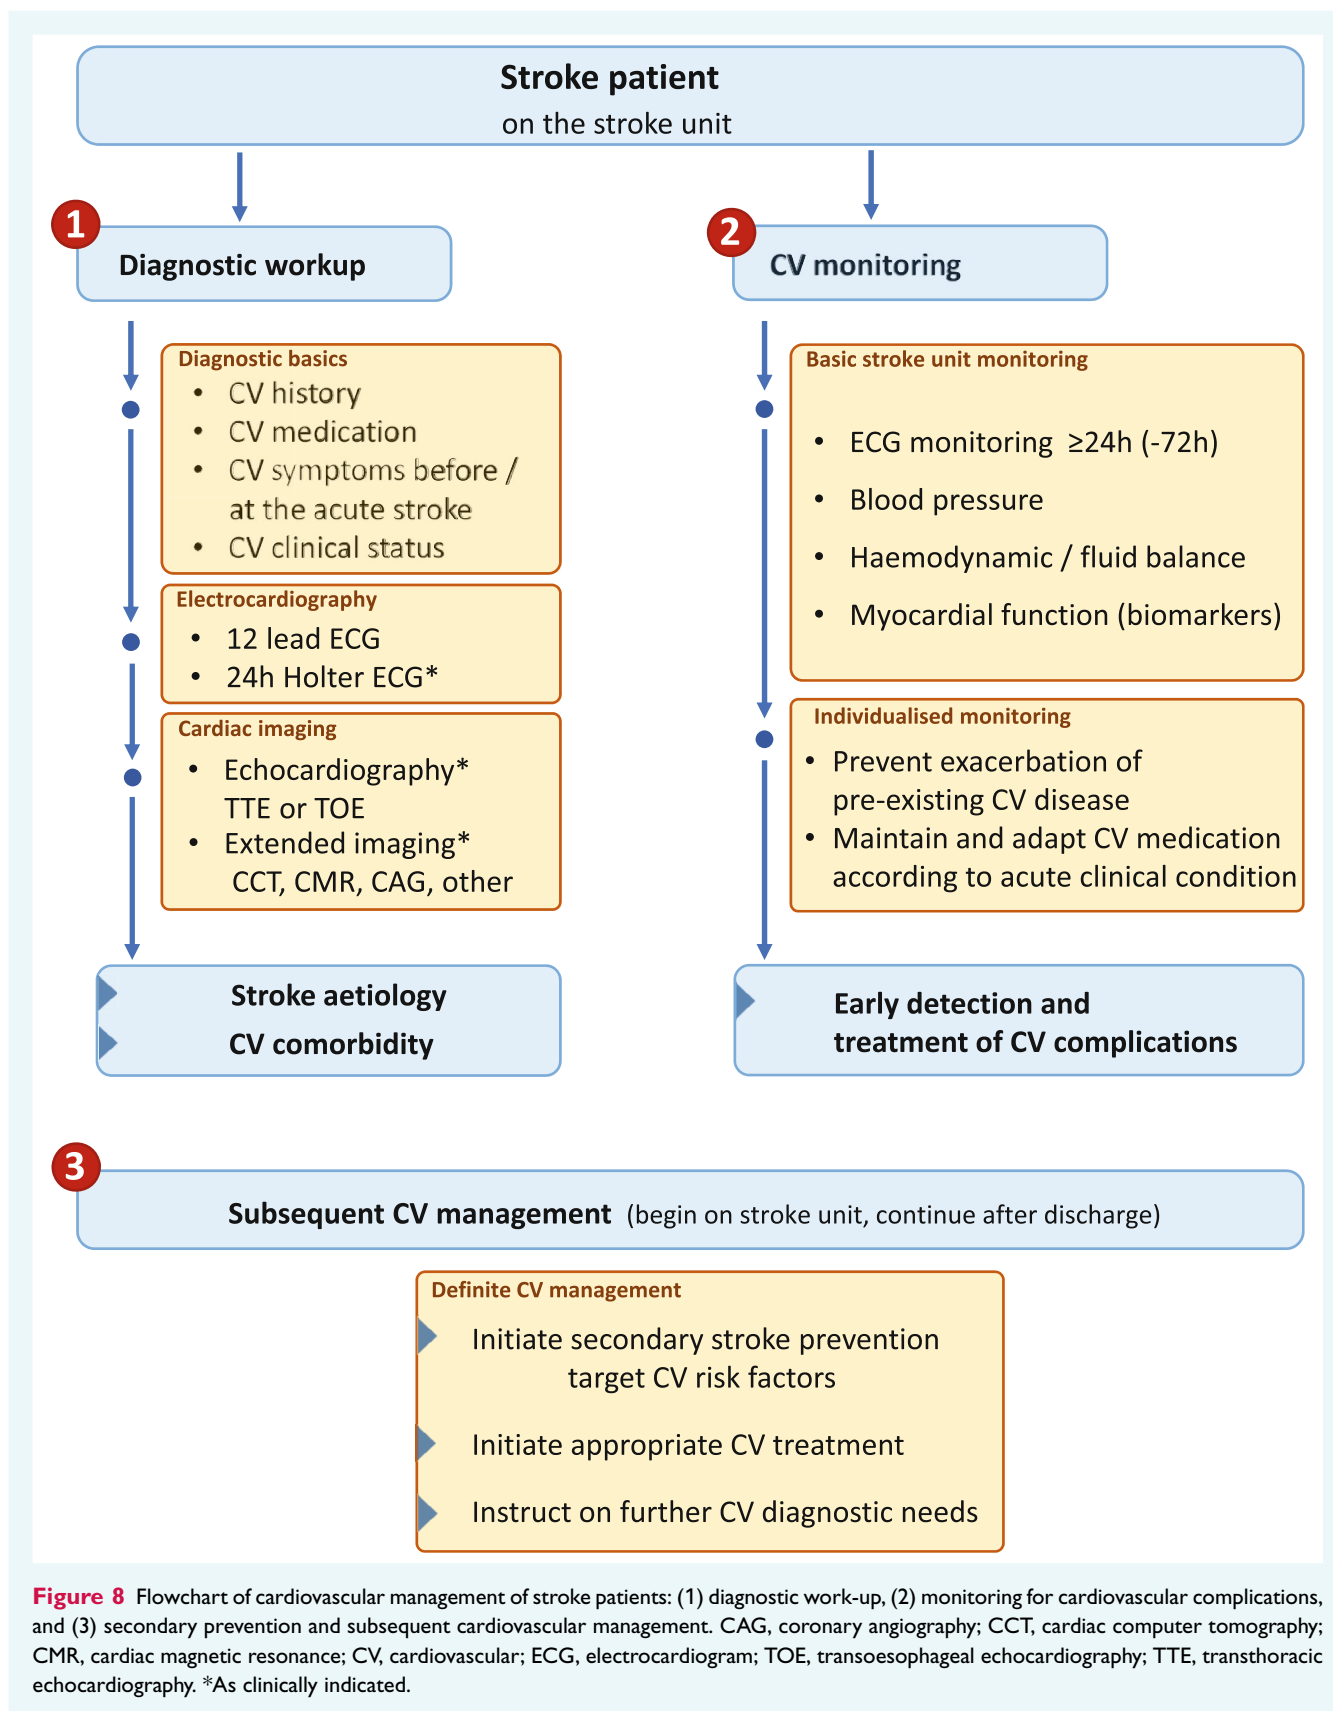 Stroke patient
on the stroke unit
1
Diagnostic workup
Diagnostic basics
• CV history
• CV medication
• CV symptoms before /
at the acute stroke
• CV clinical status
Electrocardiography
• 12 lead ECG
• 24h Holter ECG*
Cardiac imaging
• Echocardiography*
TTE or TOE
• Extended imaging*
CCT, CMR, CAG, other
Stroke aetiology
CV comorbidity
2
CV monitoring
Basic stroke unit monitoring
• ECG monitoring ≥24h (-72h)
• Blood pressure
• Haemodynamic / fluid balance
• Myocardial function (biomarkers)
Individualised monitoring
• Prevent exacerbation of
pre-existing CV disease
• Maintain and adapt CV medication
according to acute clinical condition
Early detection and
treatment of CV complications
3
Subsequent CV management (begin on stroke unit, continue after discharge)
Definite CV management
Initiate secondary stroke prevention
target CV risk factors
Initiate appropriate CV treatment
Instruct on further CV diagnostic needs
Figure 8 Flowchart of cardiovascular management of stroke patients: (1) diagnostic work-up, (2) monitoring for cardiovascular complications,
and (3) secondary prevention and subsequent cardiovascular management. CAG, coronary angiography; CCT, cardiac computer tomography;
CMR, cardiac magnetic resonance; CV, cardiovascular; ECG, electrocardiogram; TOE, transoesophageal echocardiography; TTE, transthoracic
echocardiography. *As clinically indicated.